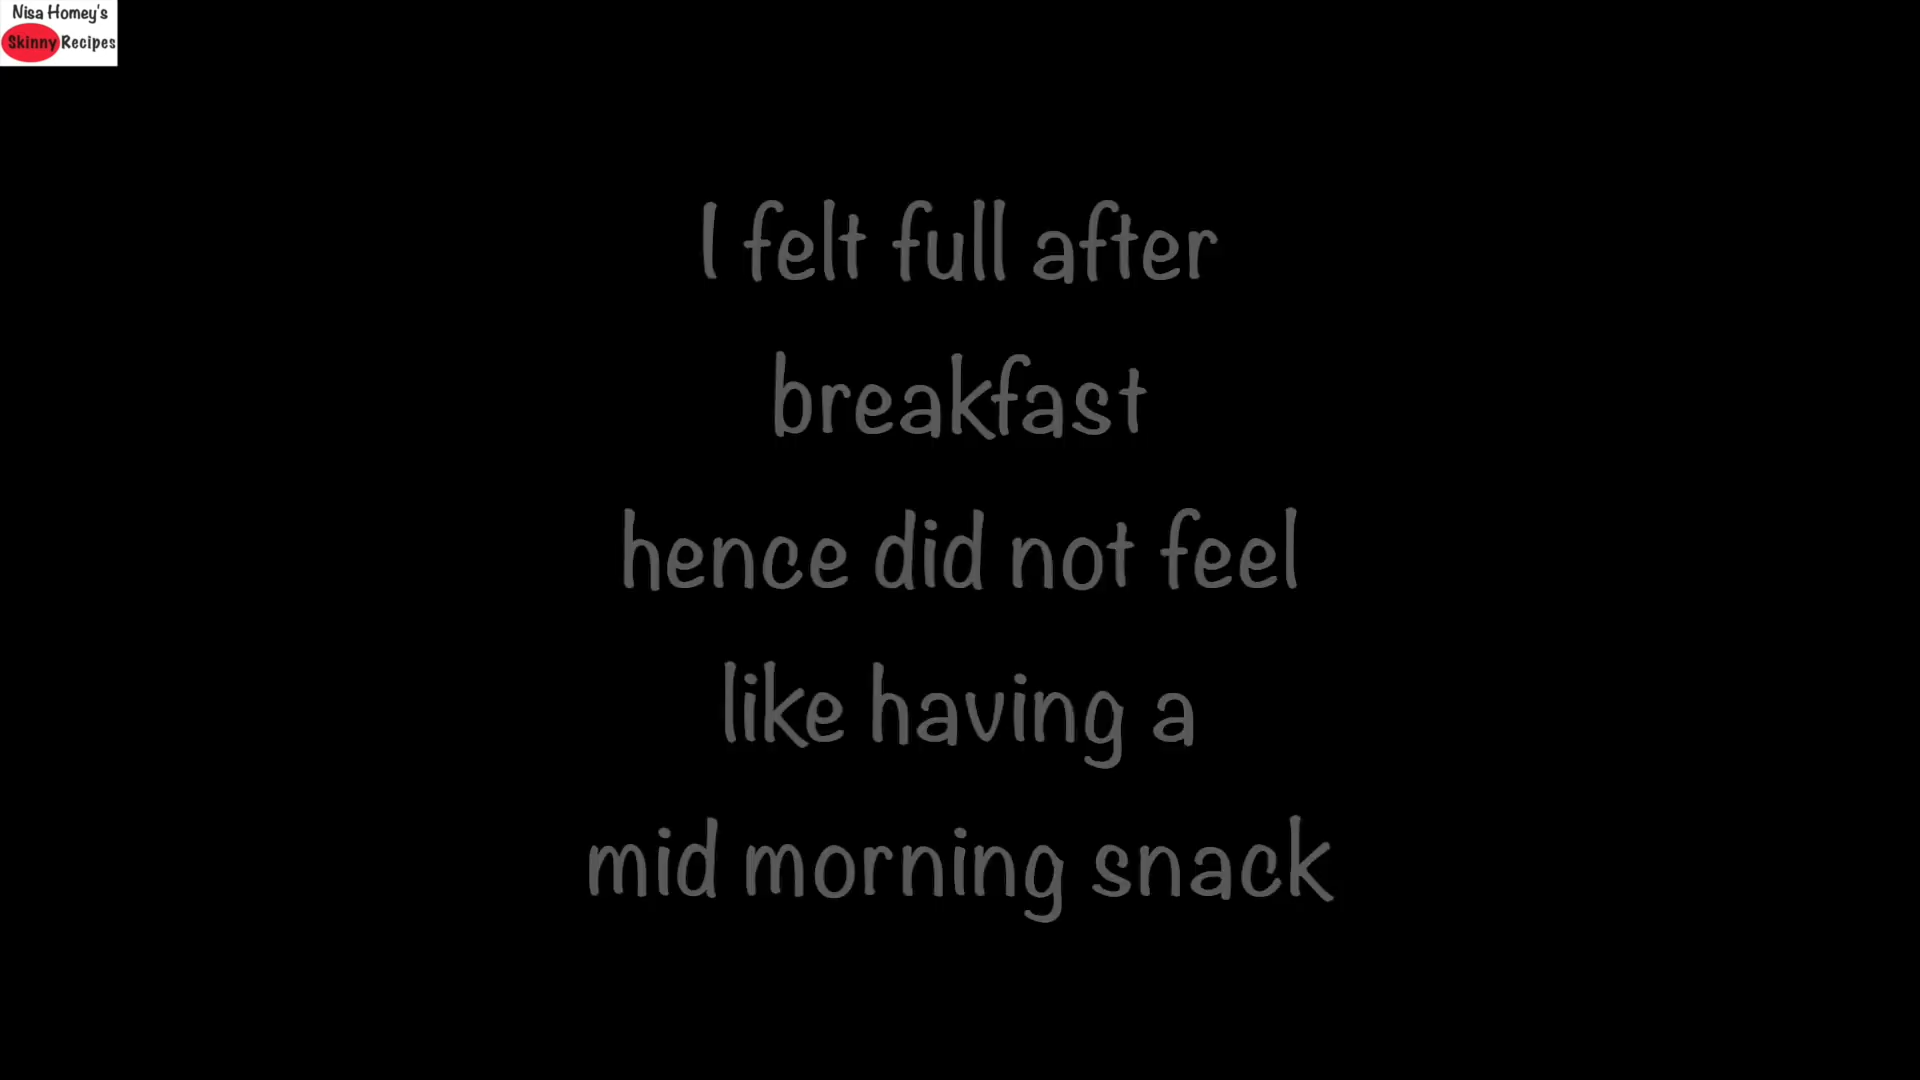 Nisa Homey's
Skinny Recipes
I felt full after
breakfast
hence did not feel
like having a
mid morning snack